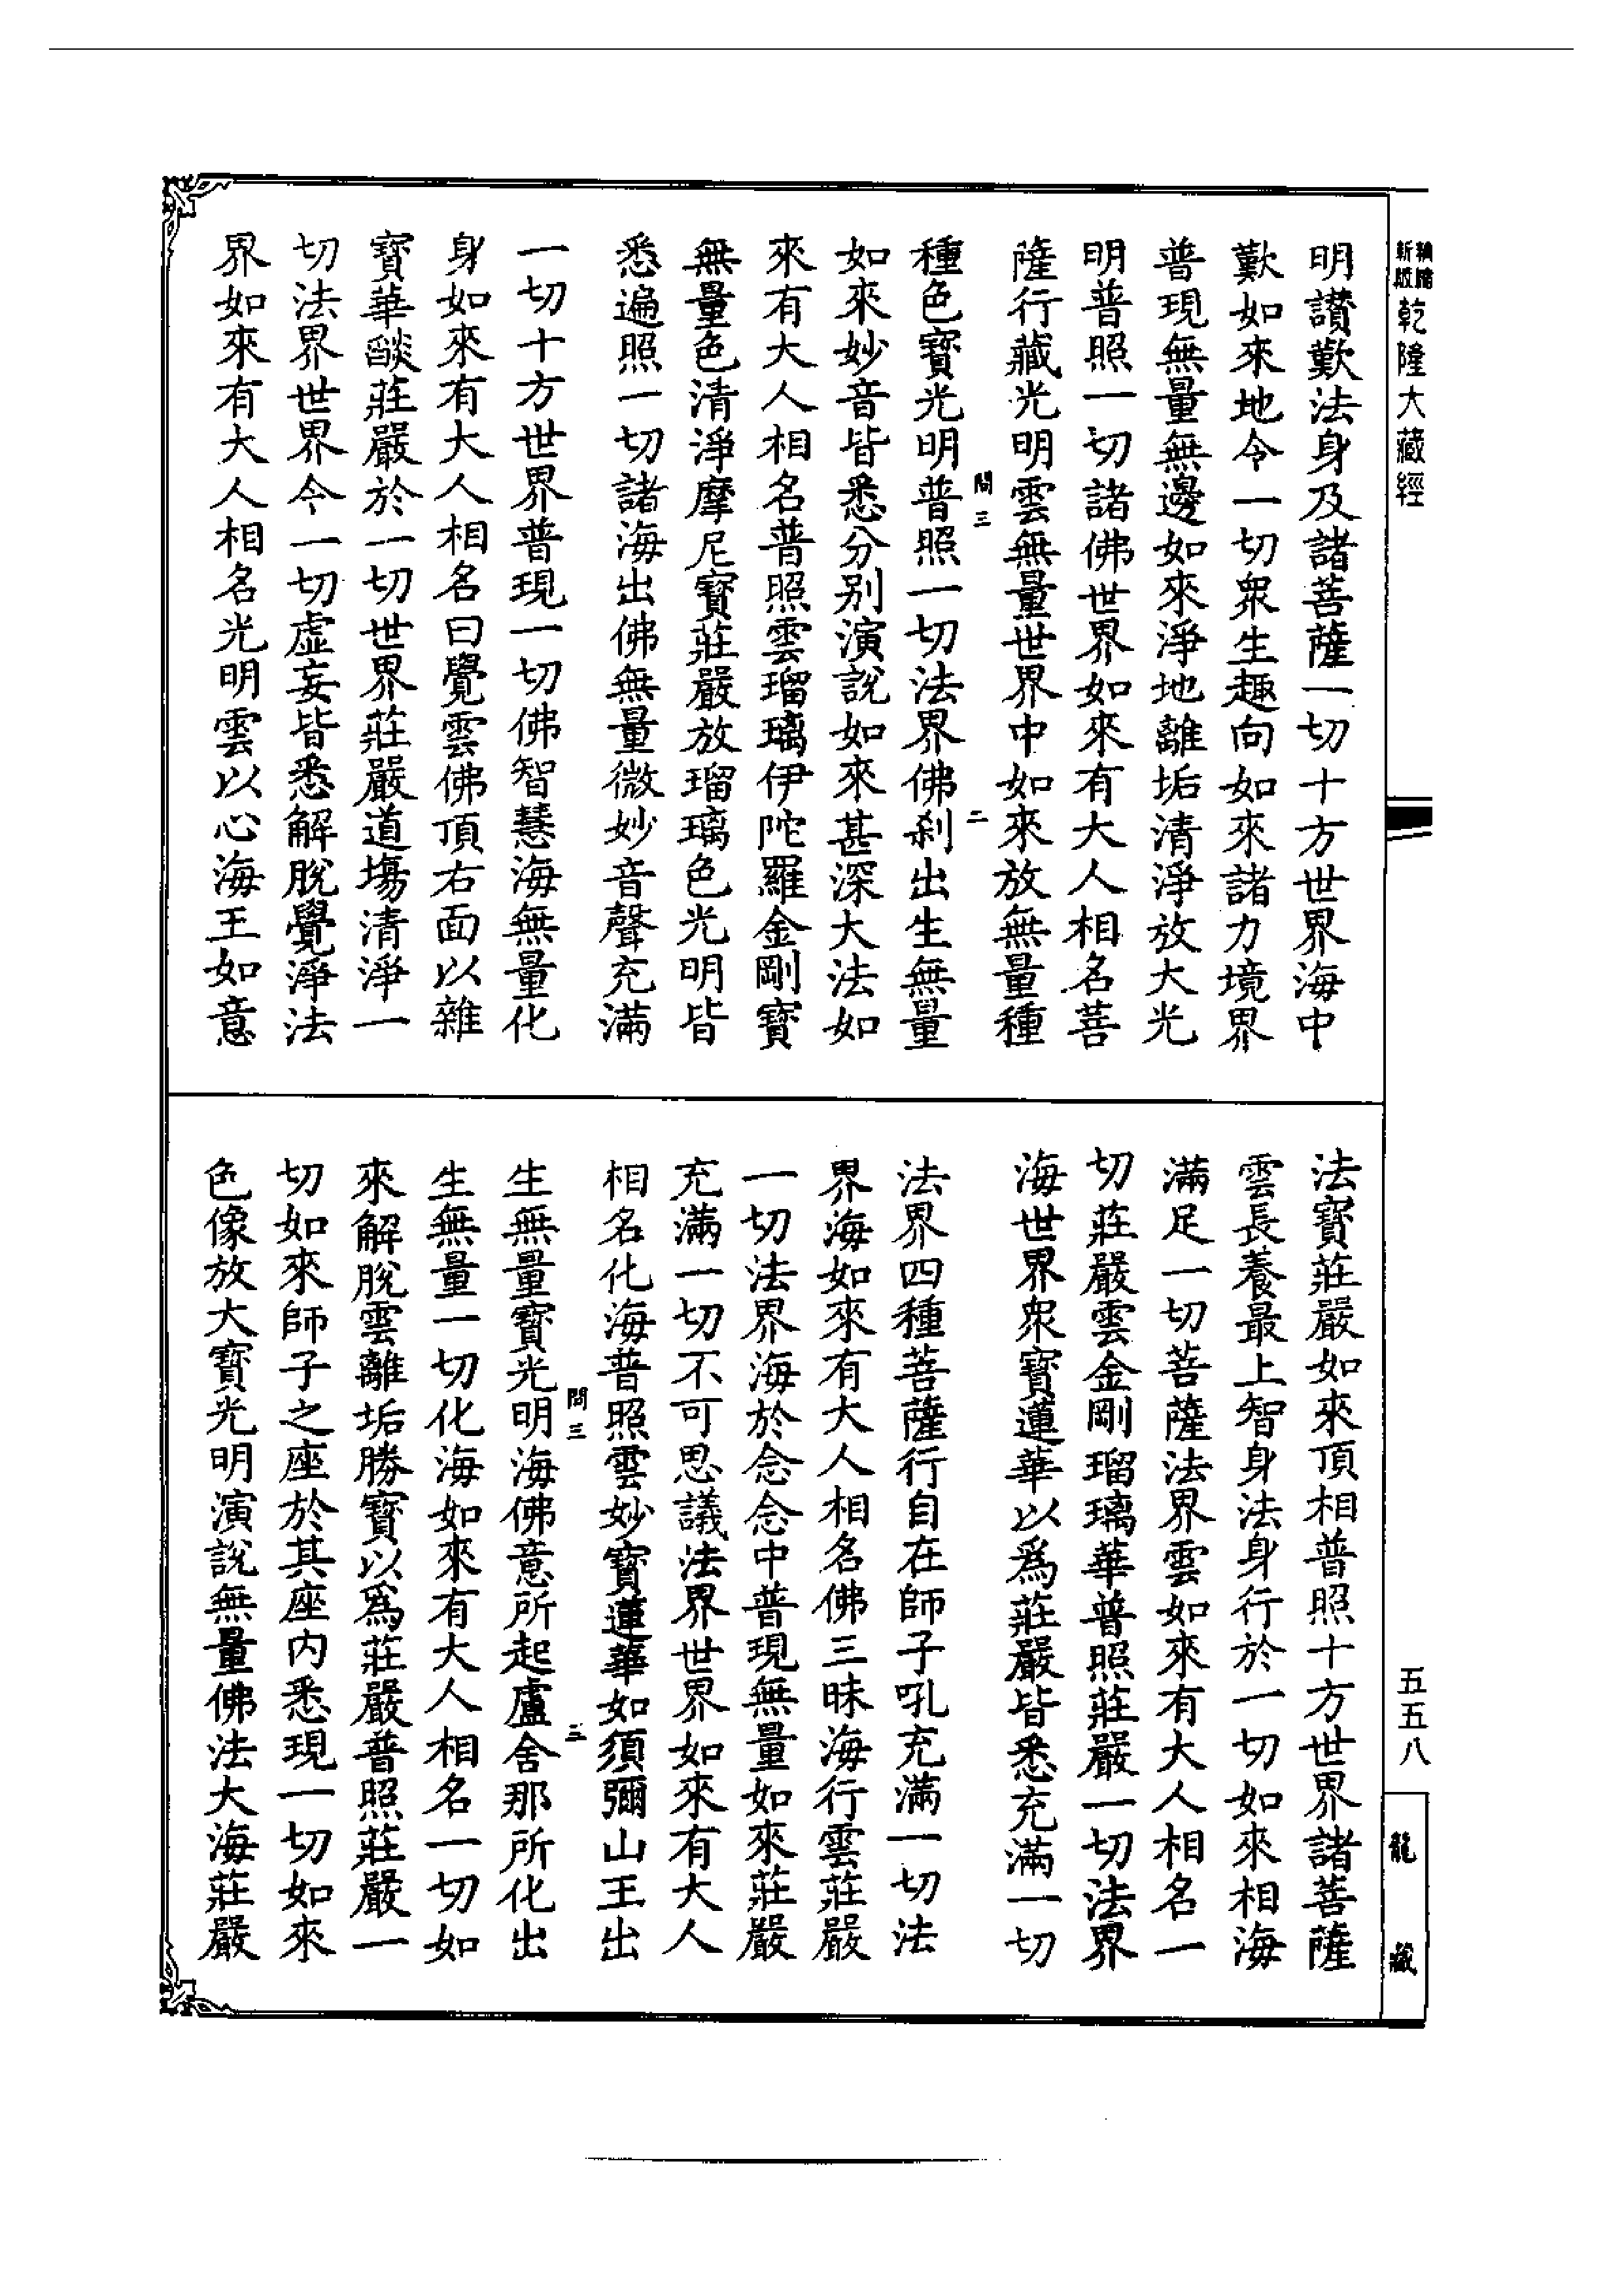 乾隆大藏經
五五八
龍藏
明讚歎法身及諸菩薩一切十方世界海中
歎如來地令一切眾生趣向如來諸力境界
普現無量無邊如來淨地離垢清淨放大光
明普照一切諸佛世界如來有大人相名菩
薩行藏光明雲無量世界中如來放無量種
問三
二
種色寶光明普照一切法界佛剎出生無量
如來妙音皆悉分別演說如來甚深大法如
來有大人相名普照雲瑠璃伊陀羅金剛寶
無量色清淨摩尼寶莊嚴放瑠璃色光明皆
悉遍照一切諸海出佛無量微妙音聲充滿
一切十方世界普現一切佛智慧海無量化
身如來有大人相名曰覺雲佛頂右面以雜
寶華燄莊嚴於一切世界莊嚴道場清淨一
切法界世界令一切虛妄皆悉解脫覺淨法
界如來有大人相名光明雲以心海王如意
法寶莊嚴如來頂相普照十方世界諸菩薩
雲長養最上智身法身行於一切如來相海
滿足一切菩薩法界雲如來有大人相名一
切莊嚴雲金剛瑠璃華普照莊嚴一切法界
海世界眾寶蓮華以為莊嚴皆悉充滿一切
法界四種菩薩行自在師子吼充滿一切法
界海如來有大人相名佛三昧海行雲莊嚴
一切法界海於念念中普現無量如來莊嚴
充滿一切不可思議法界世界如來有大人
相名化海普照雲妙寶蓮華如須彌山王出
問三
三
生無量寶光明海佛意所起盧舍那所化出
生無量一切化海如來有大人相名一切如
來解脫雲離垢勝寶以為莊嚴普照莊嚴一
切如來師子之座於其座內悉現一切如來
色像放大寶光明演說無量佛法大海莊嚴